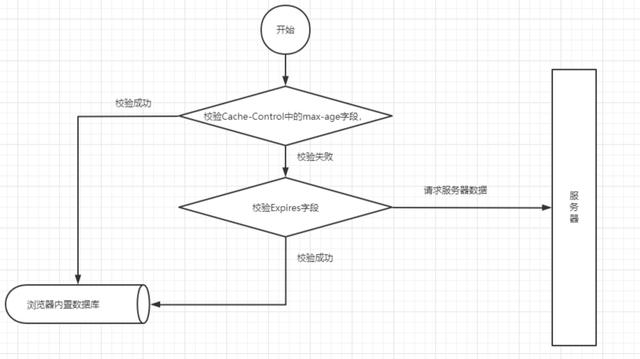 开始
校验成功
校验Cache-Control中的max-age字段,
校验失败
请求服务器数据
校验Expires字段
服务器
校验成功
浏览器内置数据库